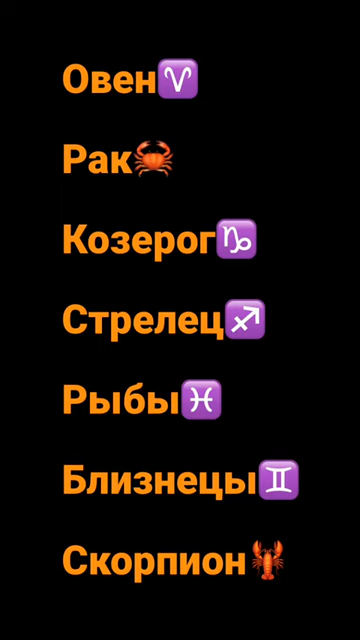 Овен♈
Рак🦀
Козерог♑
Стрелец♐
Рыбы♓
Близнецы♊
Скорпион🦞